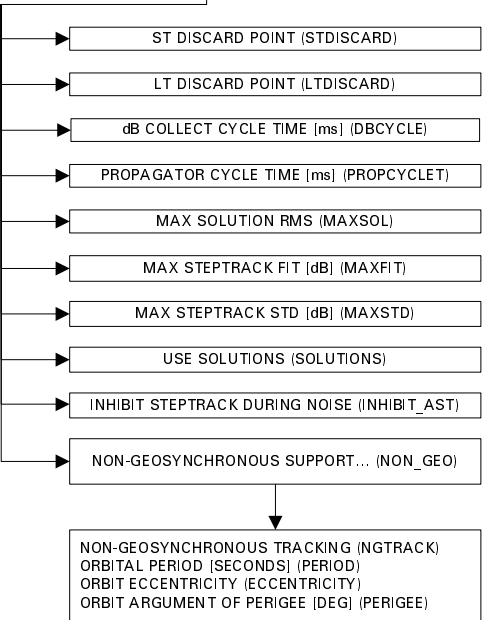 ST DISCARD POINT (STDISCARD)
LT DISCARD POINT (LTDISCARD)
dB COLLECT CYCLE TIME [ms] (DBCYCLE)
PROPAGATOR CYCLE TIME [ms] (PROPCYCLET)
MAX SOLUTION RMS (MAXSOL)
MAX STEPTRACK FIT [dB] (MAXFIT)
MAX STEPTRACK STD [dB] (MAXSTD)
USE SOLUTIONS (SOLUTIONS)
INHIBIT STEPTRACK DURING NOISE (INHIBIT_AST)
NON-GEOSYNCHRONOUS SUPPORT... (NON_GEO)
NON-GEOSYNCHRONOUS TRACKING (NGTRACK)
ORBITAL PERIOD [SECONDS] (PERIOD)
ORBIT ECCENTRICITY (ECCENTRICITY)
ORBIT ARGUMENT OF PERIGEE [DEG] (PERIGEE)